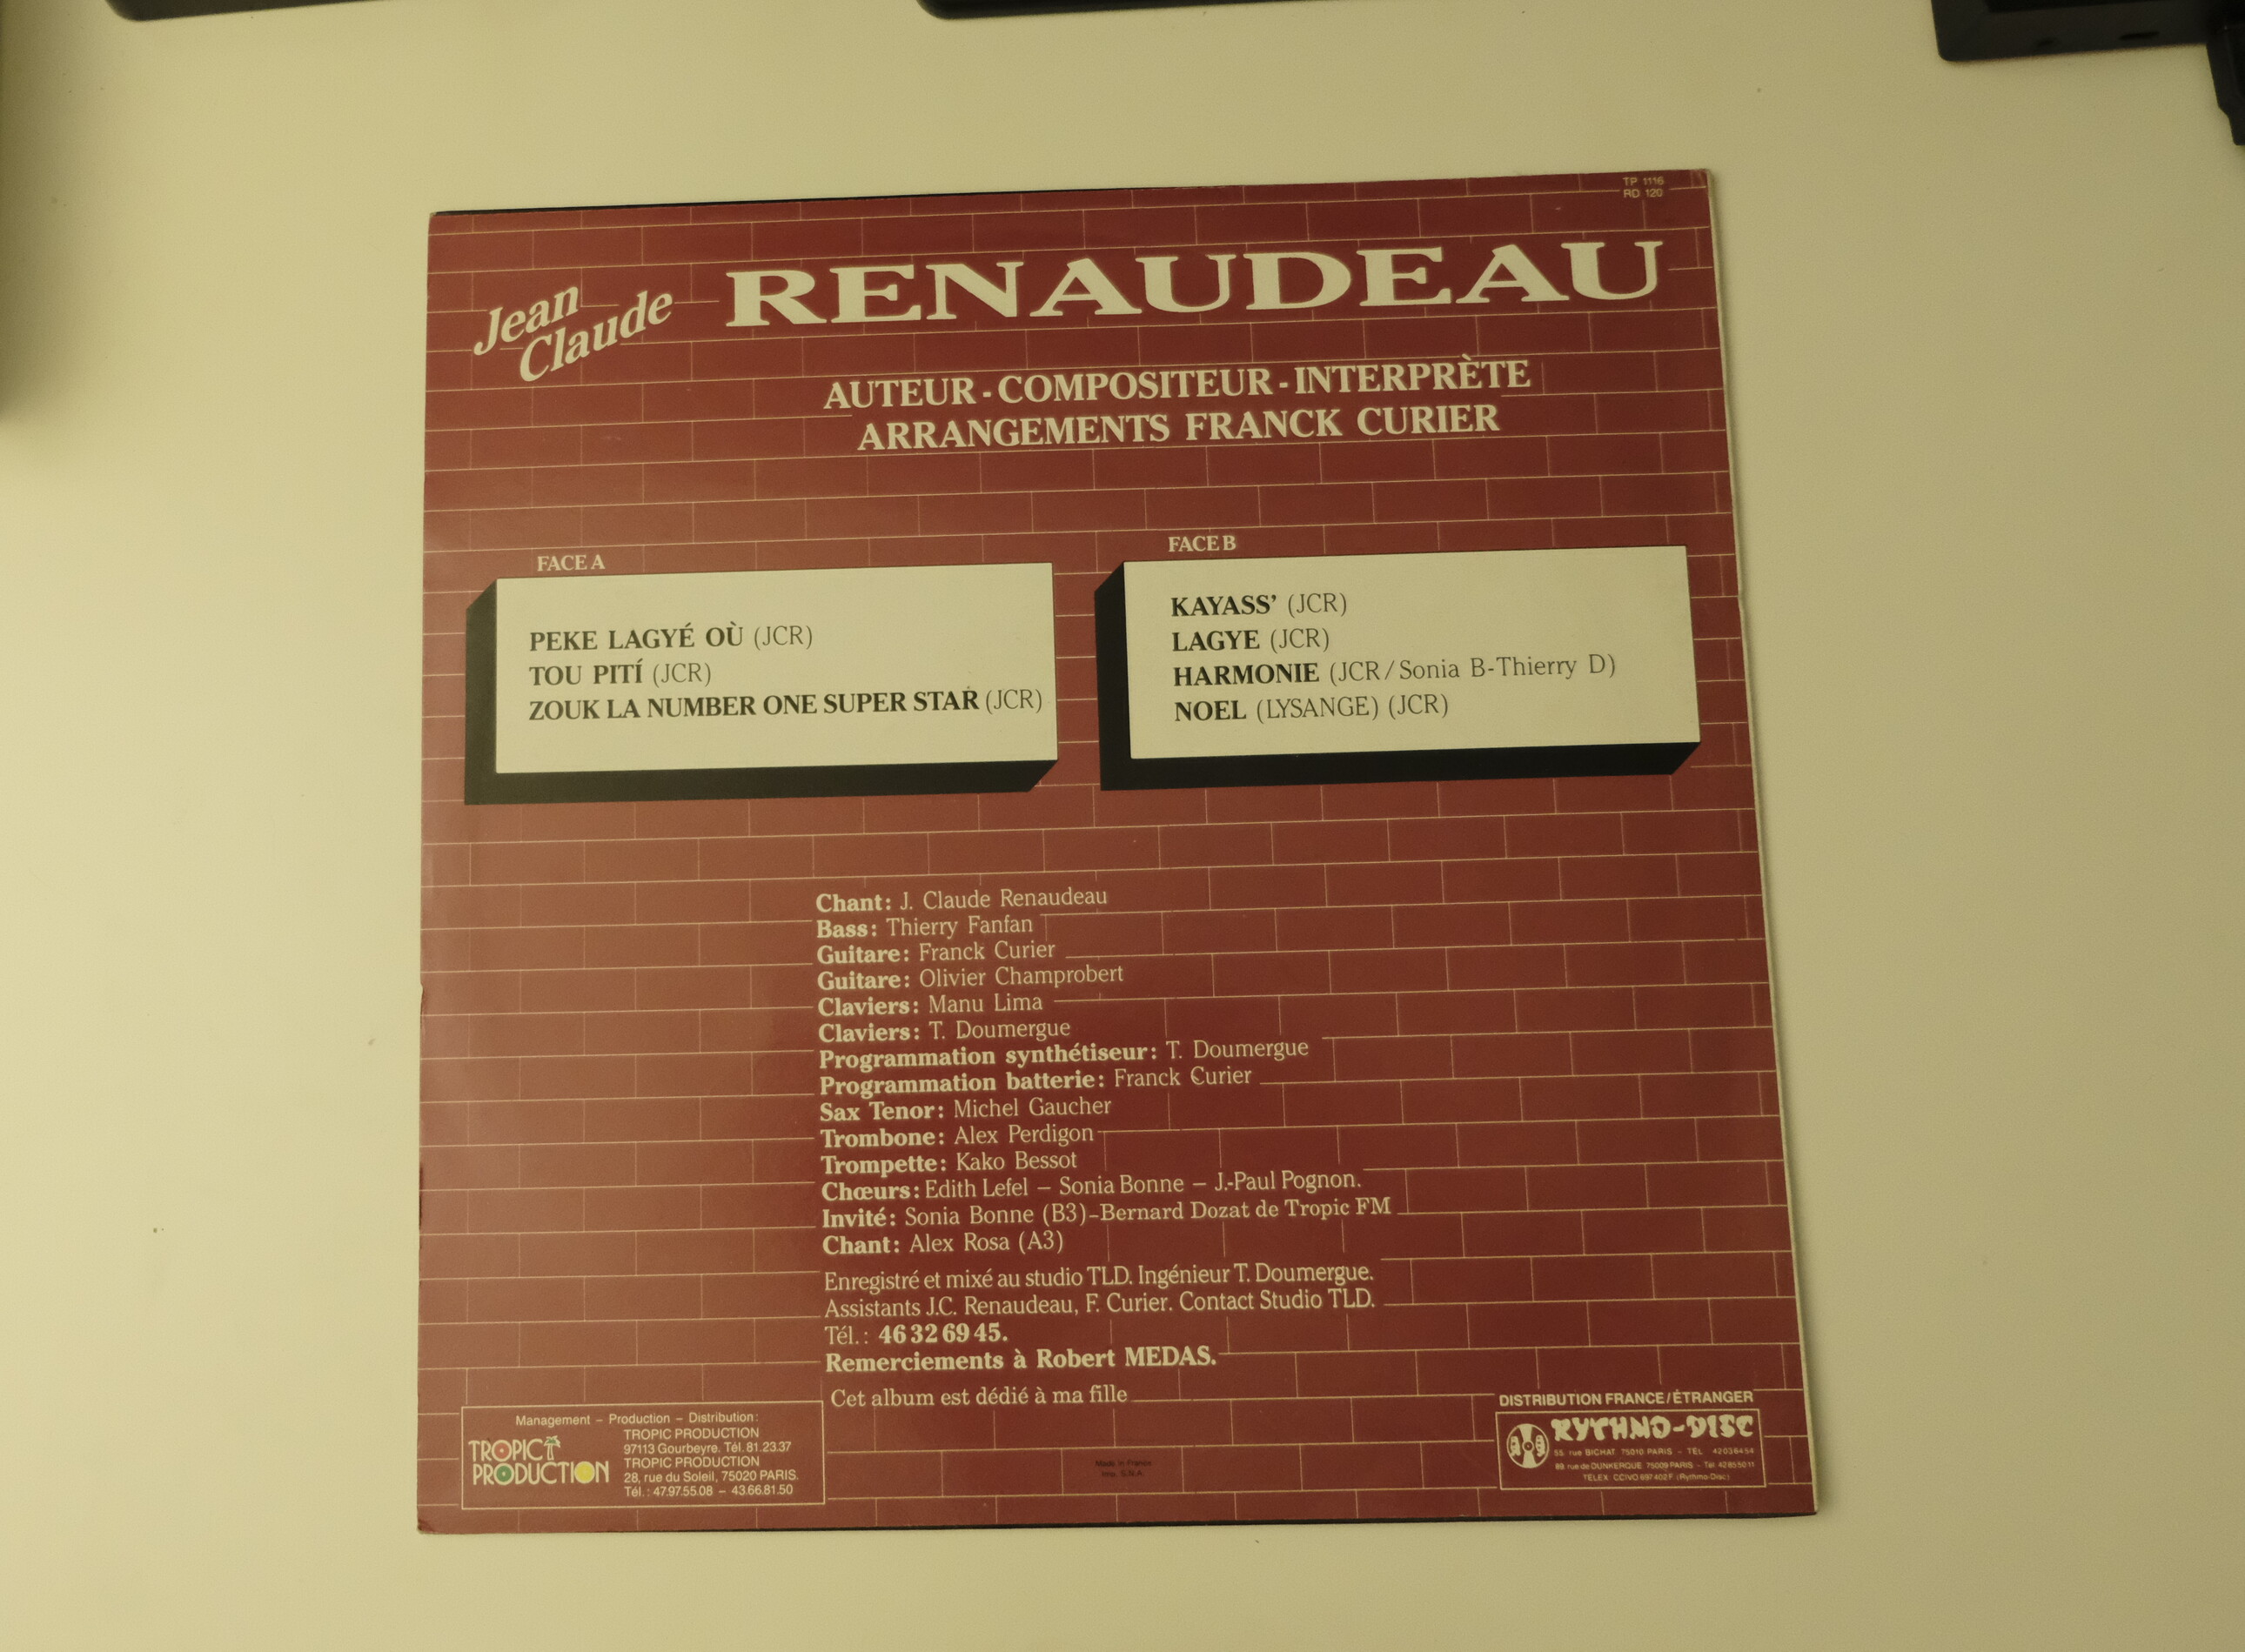 TP 1116
RD 120
Jean
Claude
RENAUDEAU
AUTEUR - COMPOSITEUR - INTERPRÈTE
ARRANGEMENTS FRANCK CURIER
FACE A
PEKE LAGYÉ OÙ (JCR)
TOU PITÍ (JCR)
ZOUK LA NUMBER ONE SUPER STAR (JCR)
FACE B
KAYASS' (JCR)
LAGYE (JCR)
HARMONIE (JCR/Sonia B-Thierry D)
NOEL (LYSANGE) (JCR)
Chant: J. Claude Renaudeau
Bass: Thierry Fanfan
Guitare: Franck Curier
Guitare: Olivier Champrobert
Claviers: Manu Lima
Claviers: T. Doumergue
Programmation synthétiseur: T. Doumergue
Programmation batterie: Franck Curier
Sax Tenor: Michel Gaucher
Trombone: Alex Perdigon
Trompette: Kako Bessot
Chœurs: Edith Lefel – Sonia Bonne – J.-Paul Pognon.
Invité: Sonia Bonne (B3)-Bernard Dozat de Tropic FM
Chant: Alex Rosa (A3)
Enregistré et mixé au studio TLD. Ingénieur T. Doumergue.
Assistants J.C. Renaudeau, F. Curier. Contact Studio TLD.
Tél.: 46 32 69 45.
Remerciements à Robert MEDAS.
Cet album est dédié à ma fille
Management – Production – Distribution:
TROPIC PRODUCTION
TROPIC PRODUCTION
97113 Gourbeyre. Tél. 81.23.37
TROPIC PRODUCTION
28, rue du Soleil, 75020 PARIS.
Tél.: 47.97.55.08 – 43.66.81.50
Made in France
Imp. S.N.A.
DISTRIBUTION FRANCE/ÉTRANGER
RYTHMO-DISC
55, rue BICHAT 75010 PARIS - TEL 42036454
89, rue de DUNKERQUE 75009 PARIS - Tél 42855011
TELEX CCIVO 697402 F (Rythmo-Disc)